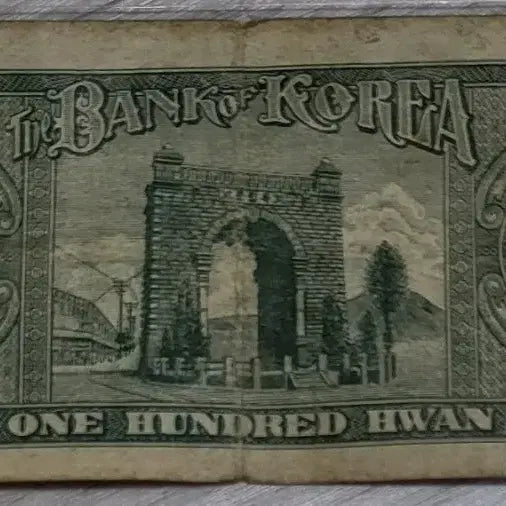 The BANK OF KOREA
ONE HUNDRED HWAN